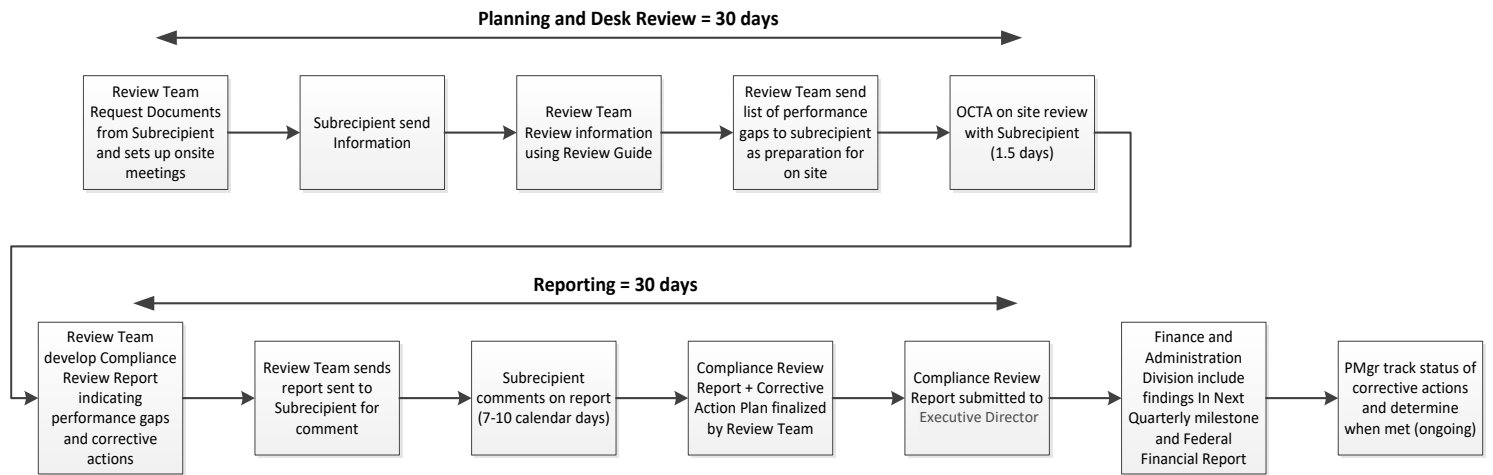 Planning and Desk Review = 30 days
Review Team
Request Documents
from Subrecipient
and sets up onsite
meetings
Subrecipient send
Information
Review Team
Review information
using Review Guide
Review Team send
list of performance
gaps to subrecipient
as preparation for
on site
OCTA on site review
with Subrecipient
(1.5 days)
Reporting = 30 days
Review Team
develop Compliance
Review Report
indicating
performance gaps
and corrective
actions
Review Team sends
report sent to
Subrecipient for
comment
Subrecipient
comments on report
(7-10 calendar days)
Compliance Review
Report + Corrective
Action Plan finalized
by Review Team
Compliance Review
Report submitted to
Executive Director
Finance and
Administration
Division include
findings In Next
Quarterly milestone
and Federal
Financial Report
PMgr track status of
corrective actions
and determine
when met (ongoing)